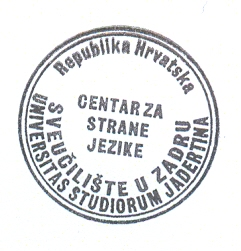 Republika Hrvatska
CENTAR ZA
STRANE
JEZIKE
SVEUČILIŠTE U ZADRU
UNIVERSITAS STUDIORUM JADERTINA